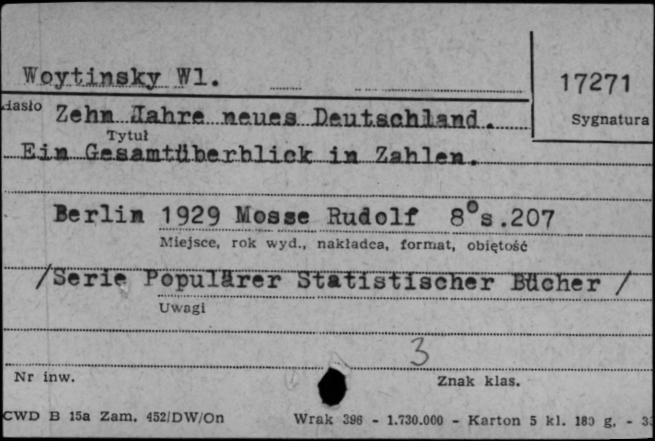 Woytinsky Wl.
17271
Hasło
Zehn Jahre neues Deutschland.
Sygnatura
Tytuł
Ein Gesamtüberblick in Zahlen.
Berlin 1929 Mosse Rudolf 8° s.207
Miejsce, rok wyd., nakładca, format, objętość
/Serie Populärer Statistischer Bücher /
Uwagi
3
Nr inw.
Znak klas.
CWD B 15a Zam. 452/DW/On
Wrak 396 - 1.730.000 - Karton 5 kl. 180 g. -